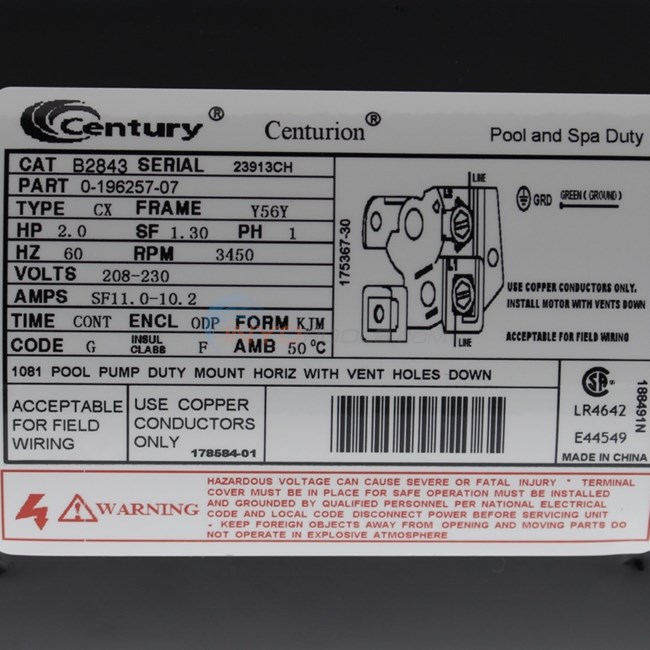 Century® Centurion® Pool and Spa Duty
CAT B2843 SERIAL 23913CH
PART 0-196257-07
TYPE CX FRAME Y56Y
HP 2.0 SF 1.30 PH 1
HZ 60 RPM 3450
VOLTS 208-230
AMPS SF11.0-10.2
TIME CONT ENCL ODP FORM KJM
CODE G INSUL CLASS F AMB 50°C
175367-30
LINE
L1
LINE
GRD GREEN (GROUND)
USE COPPER CONDUCTORS ONLY.
INSTALL MOTOR WITH VENTS DOWN
ACCEPTABLE FOR FIELD WIRING
1081 POOL PUMP DUTY MOUNT HORIZ WITH VENT HOLES DOWN
ACCEPTABLE
FOR FIELD
WIRING
USE COPPER
CONDUCTORS
ONLY 178584-01
LR4642
E44549
MADE IN CHINA
188491N
WARNING
HAZARDOUS VOLTAGE CAN CAUSE SEVERE OR FATAL INJURY * TERMINAL
COVER MUST BE IN PLACE FOR SAFE OPERATION MUST BE INSTALLED
AND GROUNDED BY QUALIFIED PERSONNEL PER NATIONAL ELECTRICAL
CODE AND LOCAL CODE DISCONNECT POWER BEFORE SERVICING UNIT
• KEEP FOREIGN OBJECTS AWAY FROM OPENING AND MOVING PARTS DO
NOT OPERATE IN EXPLOSIVE ATMOSPHERE